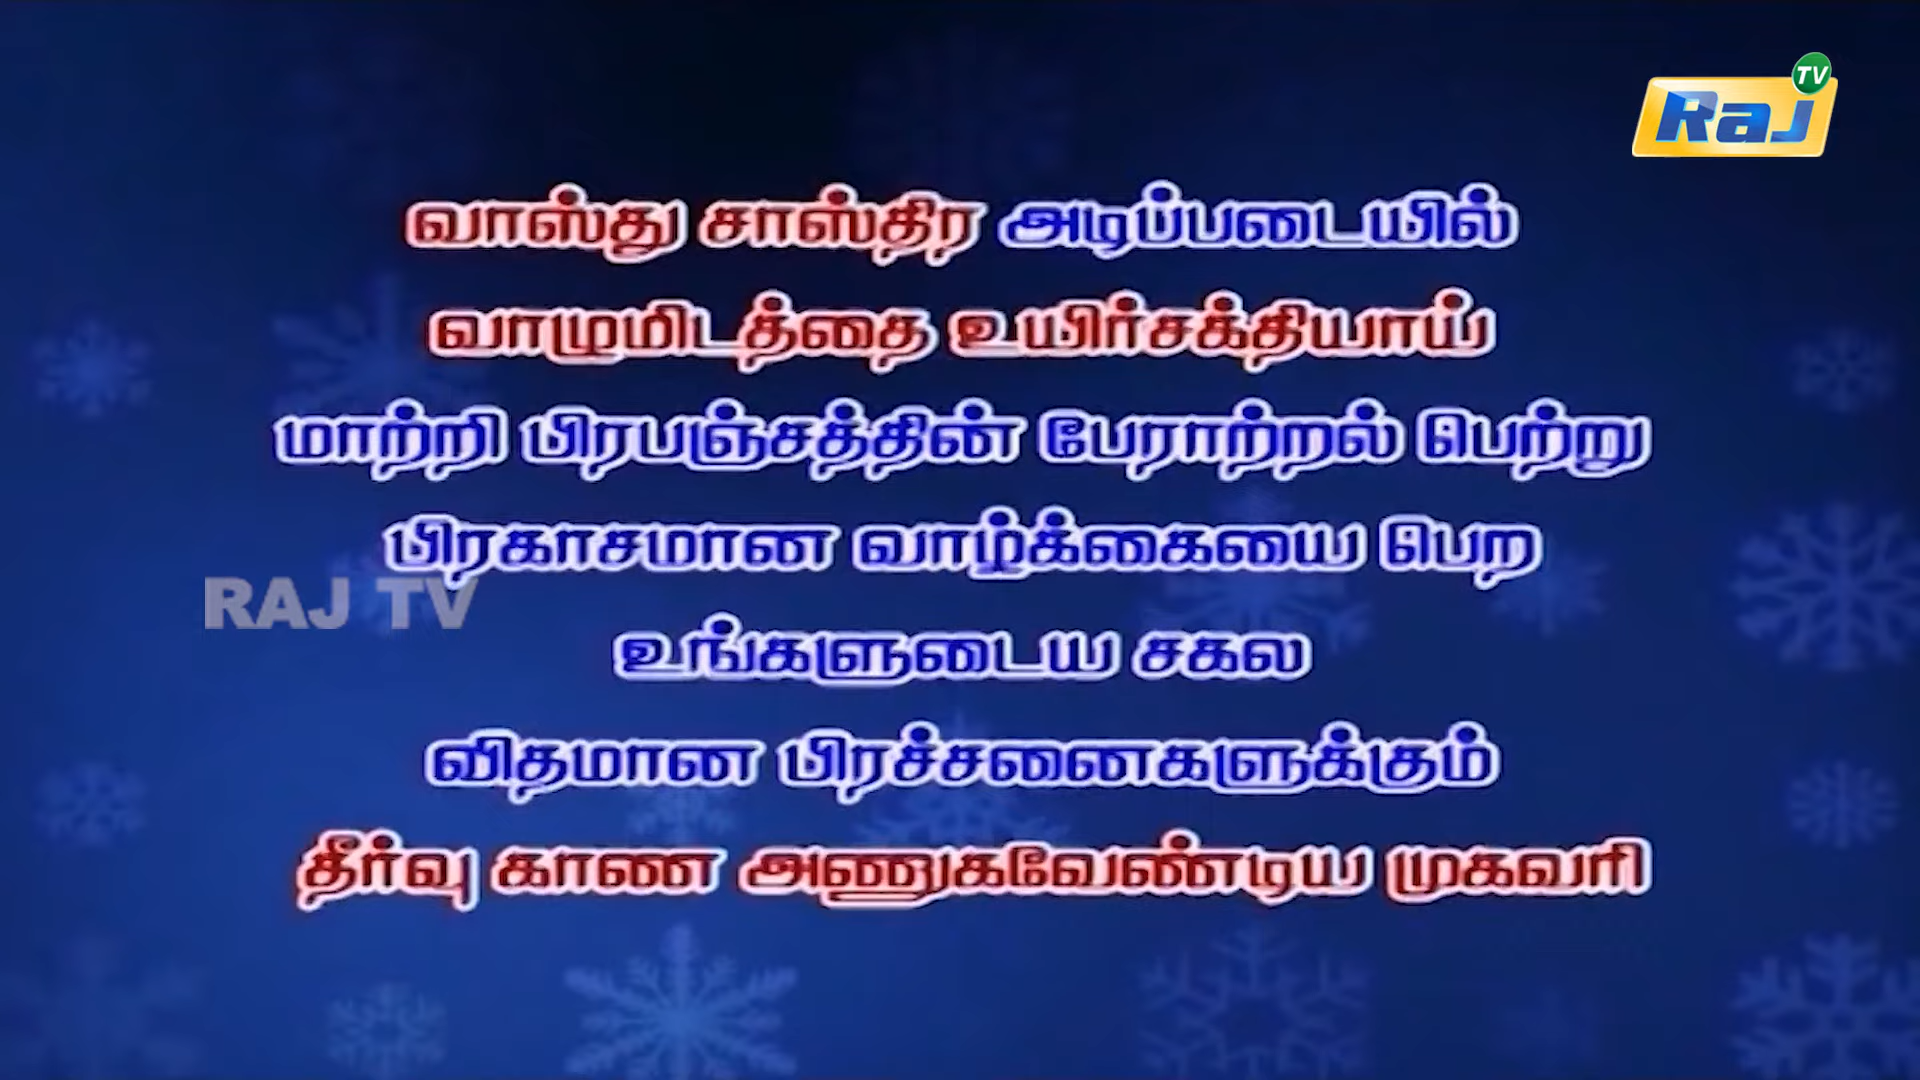 TV
Raj
வாஸ்து சாஸ்திர அடிப்படையில்
வாழுமிடத்தை உயிர்சக்தியாய்
மாற்றி பிரபஞ்சத்தின் பேராற்றல் பெற்று
பிரகாசமான வாழ்க்கையை பெற
RAJ TV
உங்களுடைய சகல
விதமான பிரச்சனைகளுக்கும்
தீர்வு காண அணுகவேண்டிய முகவரி